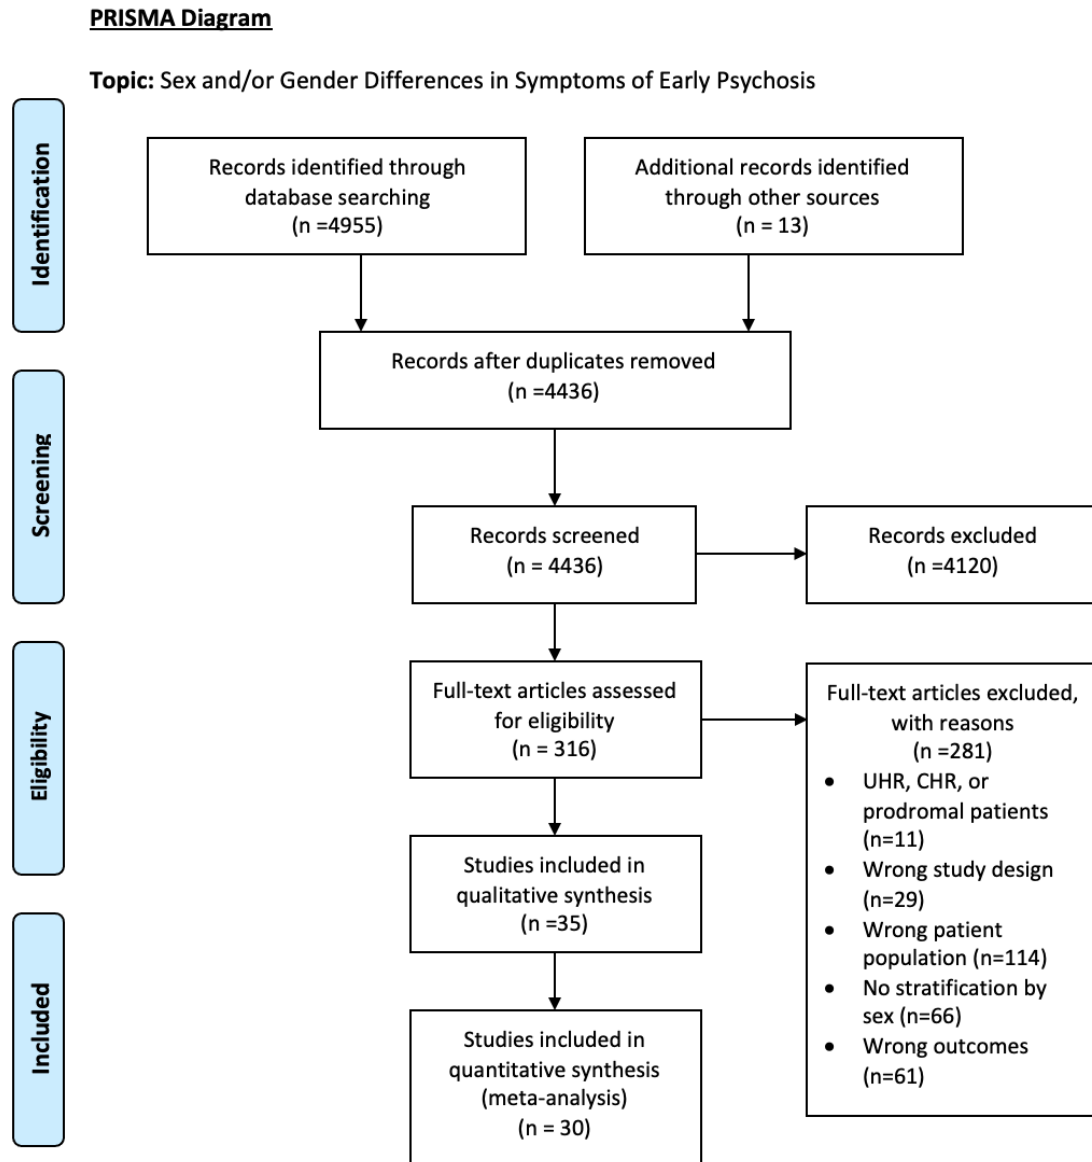 PRISMA Diagram
Topic: Sex and/or Gender Differences in Symptoms of Early Psychosis
Identification
Records identified through
database searching
(n =4955)
Additional records identified
through other sources
(n = 13)
Records after duplicates removed
(n =4436)
Screening
Records screened
(n = 4436)
Records excluded
(n =4120)
Eligibility
Full-text articles assessed
for eligibility
(n = 316)
Full-text articles excluded,
with reasons
(n =281)
• UHR, CHR, or
prodromal patients
(n=11)
• Wrong study design
(n=29)
• Wrong patient
population (n=114)
• No stratification by
sex (n=66)
• Wrong outcomes
(n=61)
Studies included in
qualitative synthesis
(n =35)
Included
Studies included in
quantitative synthesis
(meta-analysis)
(n = 30)